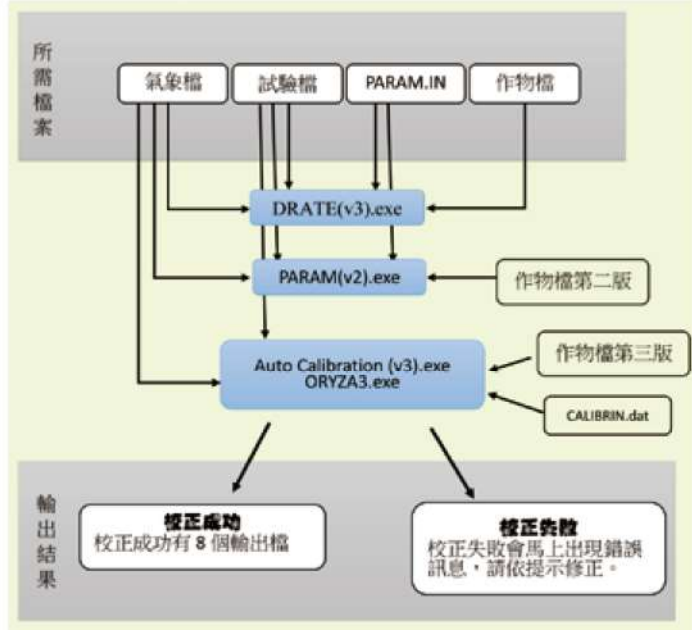 所需檔案
氣象檔
試驗檔
PARAM.IN
作物檔
DRATE(v3).exe
PARAM(v2).exe
作物檔第二版
Auto Calibration (v3).exe
ORYZA3.exe
作物檔第三版
CALIBRIN.dat
輸出結果
校正成功
校正成功有 8 個輸出檔
校正失敗
校正失敗會馬上出現錯誤
訊息，請依提示修正。